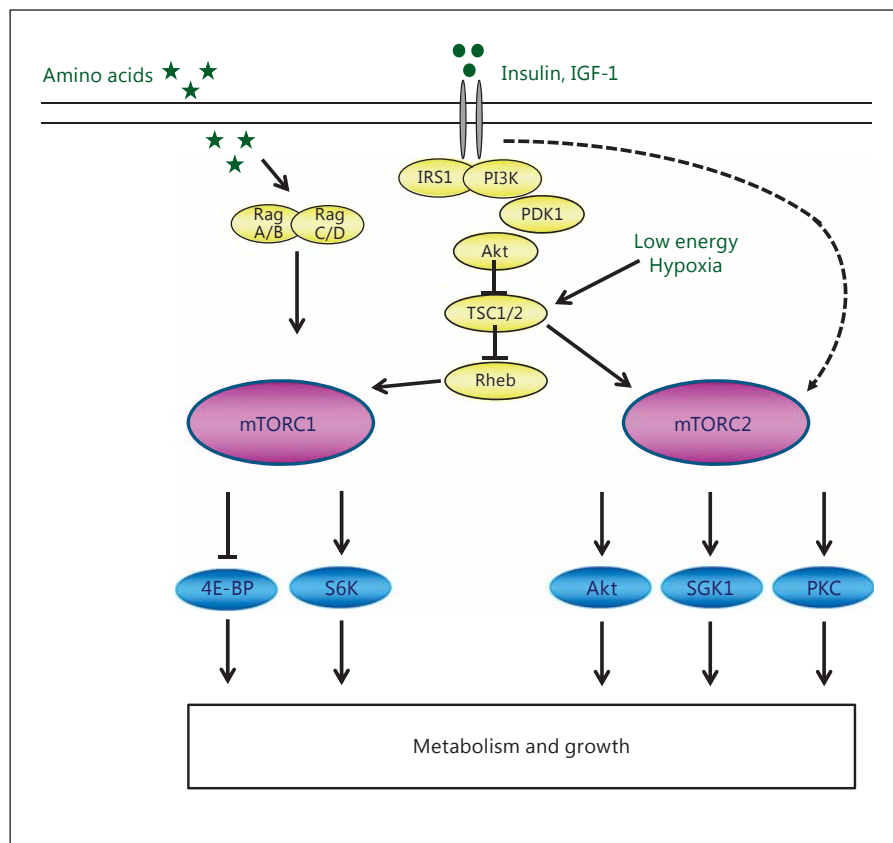 Amino acids
Insulin, IGF-1
IRS1
PI3K
PDK1
Rag
A/B
Rag
C/D
Akt
Low energy
Hypoxia
TSC1/2
Rheb
mTORC1
mTORC2
4E-BP
S6K
Akt
SGK1
PKC
Metabolism and growth